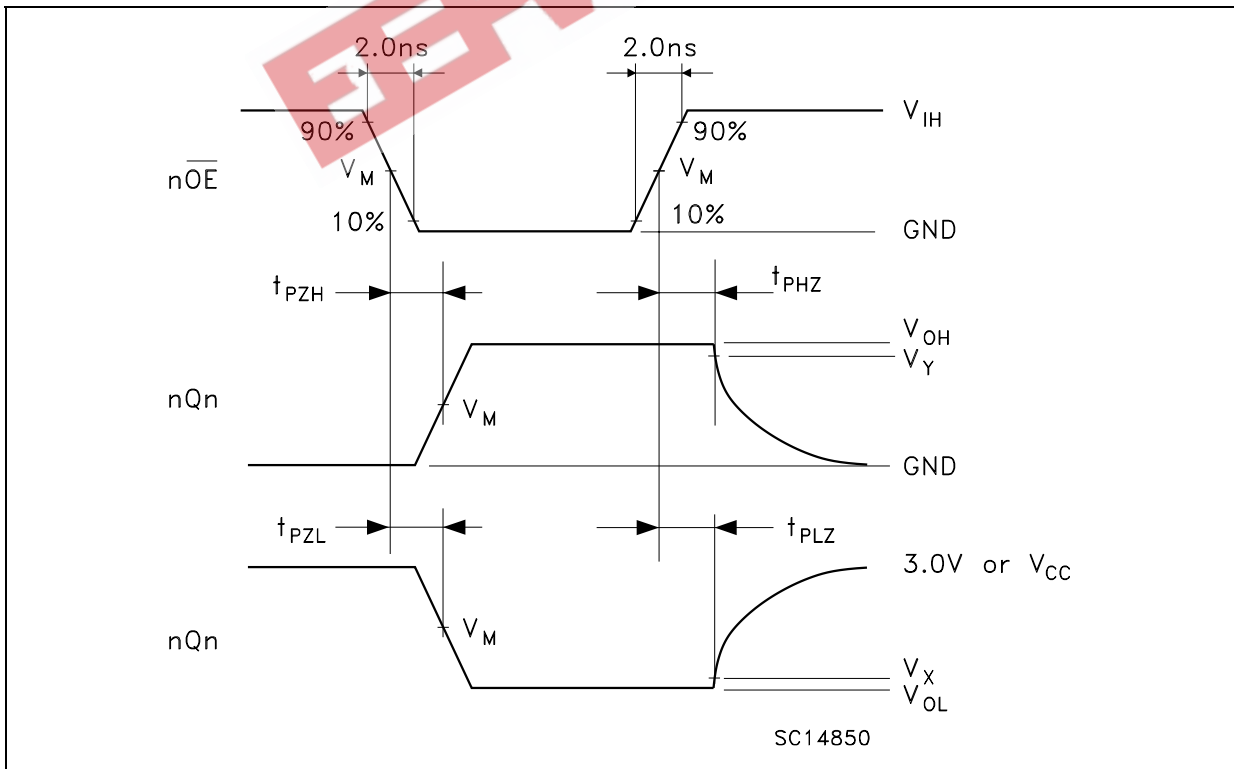 2.0ns 2.0ns
V_IH
90% 90%
nO̅E̅ V_M V_M
10% 10%
GND
t_PZH t_PHZ
V_OH
V_Y
nQn V_M
GND
t_PZL t_PLZ
3.0V or V_CC
nQn V_M
V_X
V_OL
SC14850